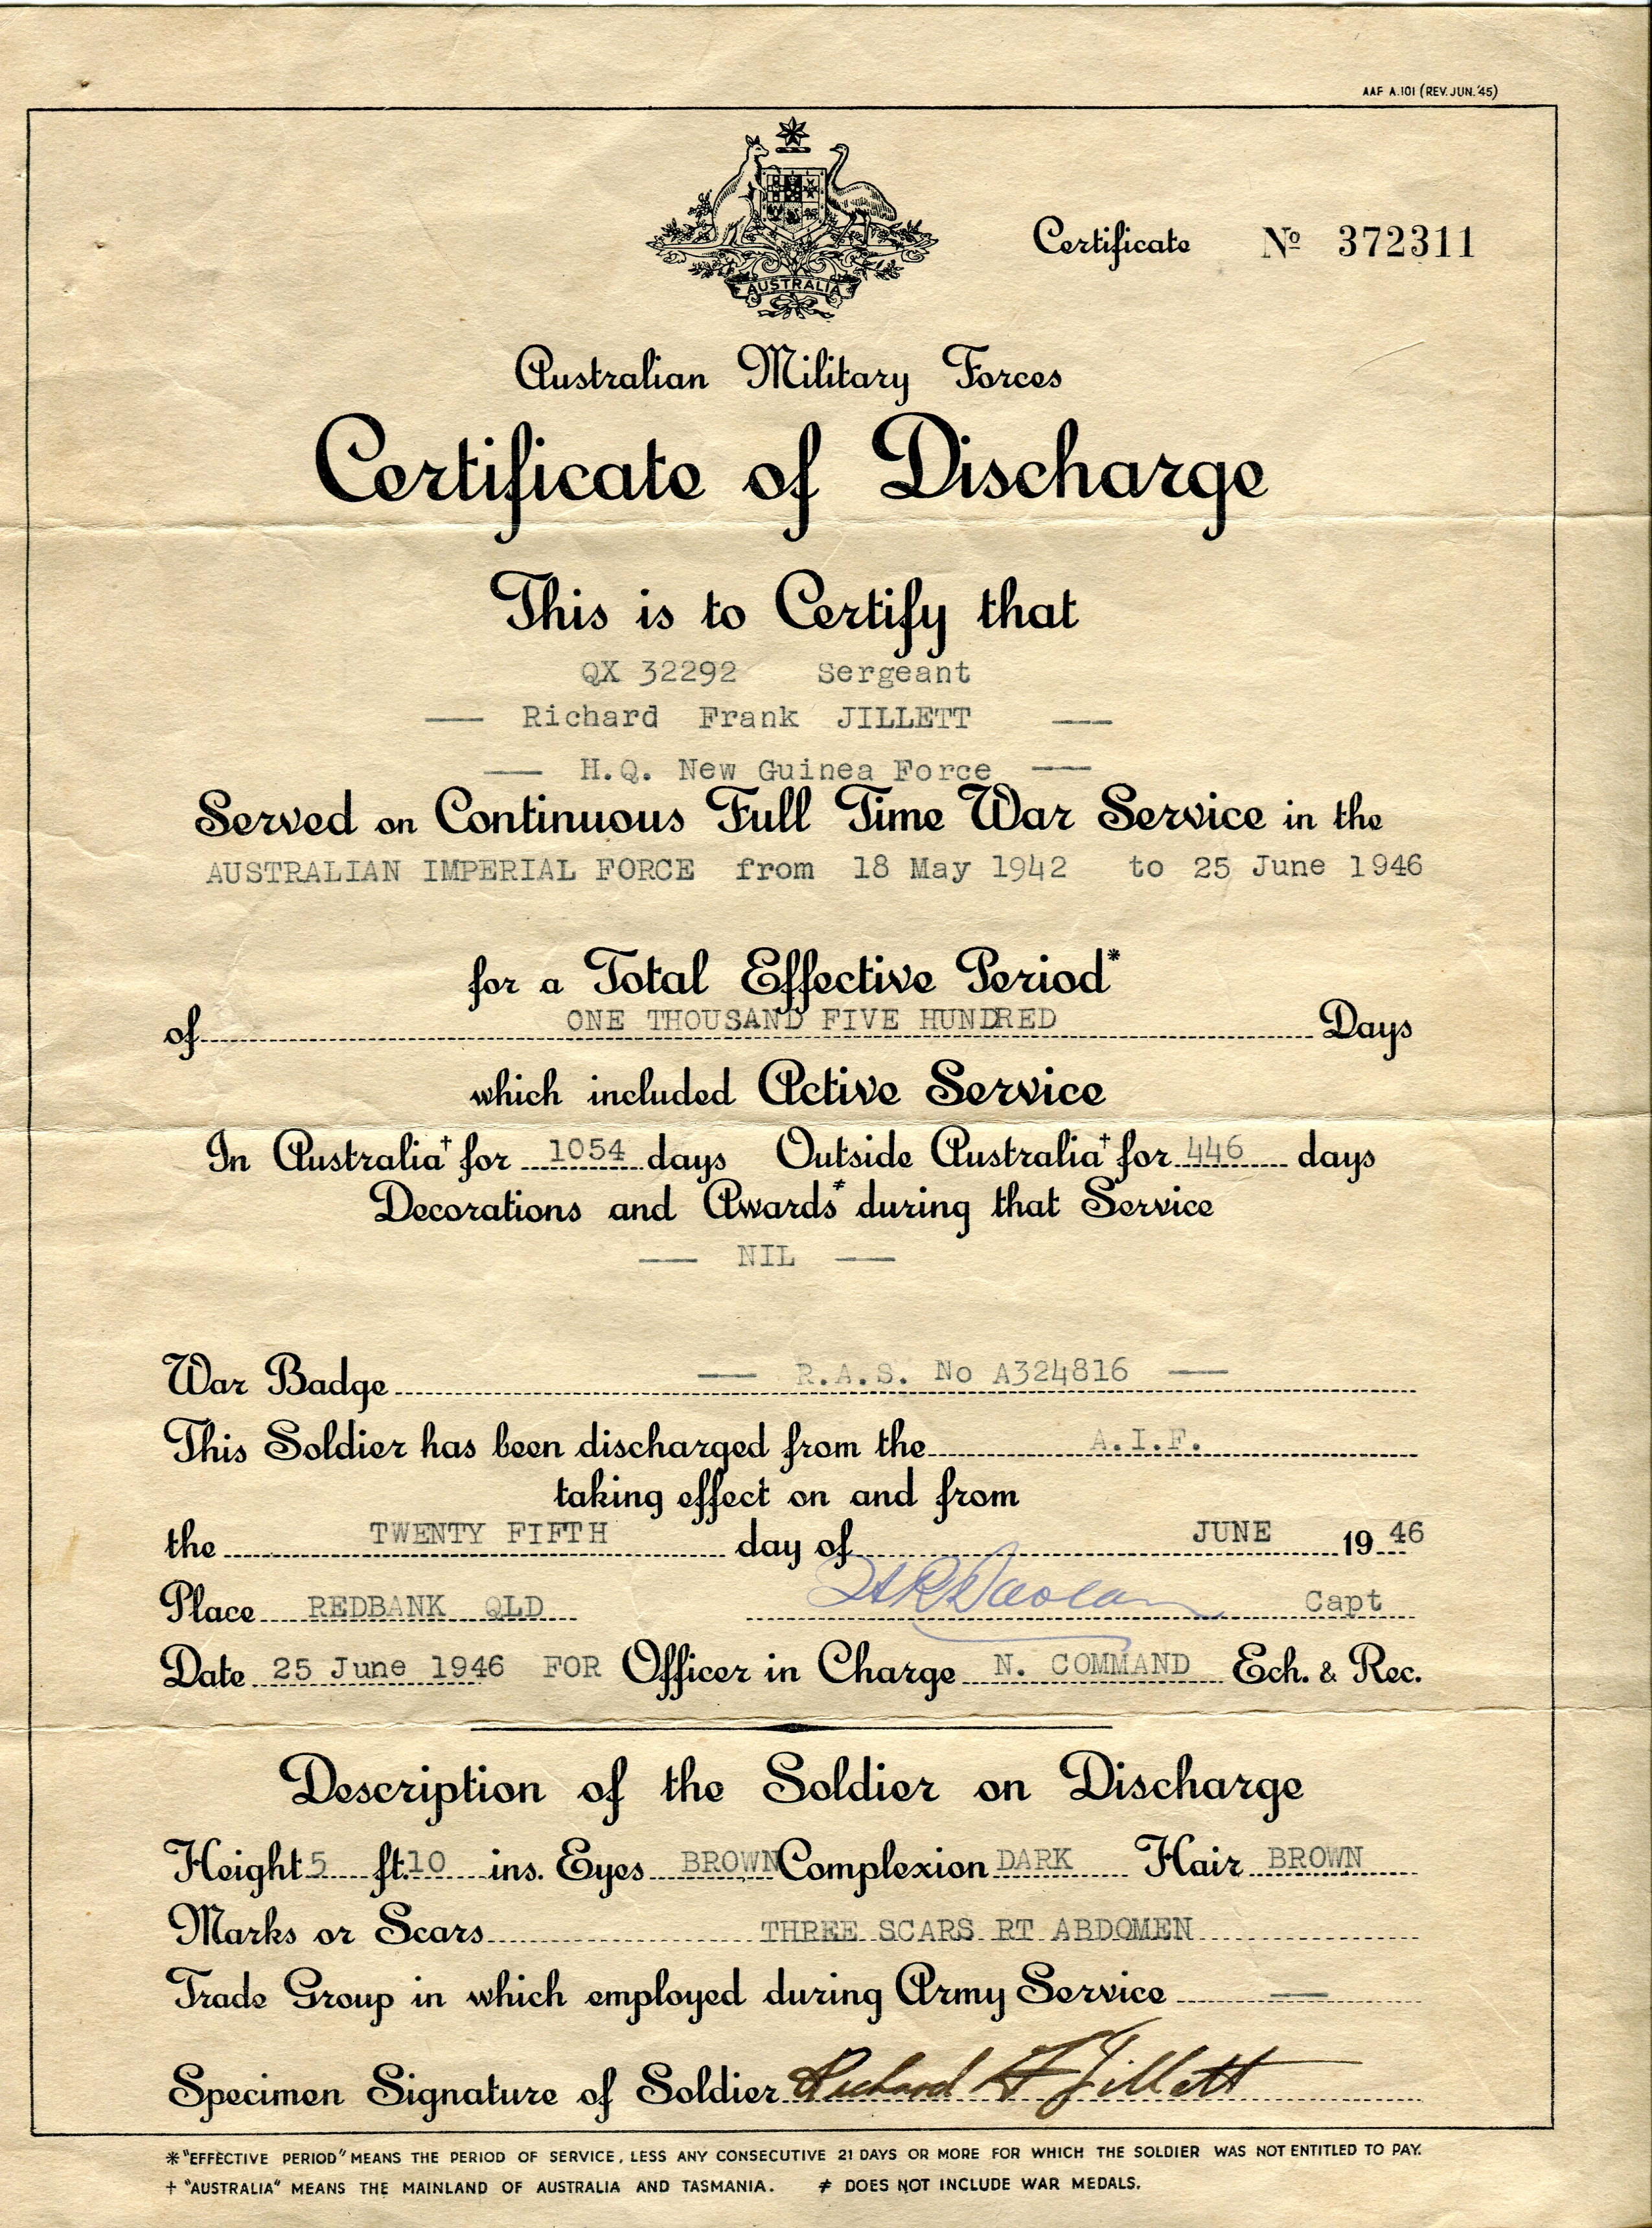 AAF A.101 (REV. JUN. '45)
AUSTRALIA
Certificate No 372311
Australian Military Forces
Certificate of Discharge
This is to Certify that
QX 32292 Sergeant
— Richard Frank JILLETT —
— H.Q. New Guinea Force —
Served on Continuous Full Time War Service in the
AUSTRALIAN IMPERIAL FORCE from 18 May 1942 to 25 June 1946
for a Total Effective Period*
of ONE THOUSAND FIVE HUNDRED Days
which included Active Service
In Australia† for 1054 days Outside Australia† for 446 days
Decorations and Awards≠ during that Service
— NIL —
War Badge — R.A.S. No A324816 —
This Soldier has been discharged from the A.I.F.
taking effect on and from
the TWENTY FIFTH day of JUNE 19 46
Place REDBANK QLD Capt
Date 25 June 1946 FOR Officer in Charge N. COMMAND Ech. & Rec.
Description of the Soldier on Discharge
Height 5 ft. 10 ins. Eyes BROWN Complexion DARK Hair BROWN
Marks or Scars THREE SCARS RT ABDOMEN
Trade Group in which employed during Army Service —
Specimen Signature of Soldier Richard F Jillett
* "EFFECTIVE PERIOD" MEANS THE PERIOD OF SERVICE, LESS ANY CONSECUTIVE 21 DAYS OR MORE FOR WHICH THE SOLDIER WAS NOT ENTITLED TO PAY.
† "AUSTRALIA" MEANS THE MAINLAND OF AUSTRALIA AND TASMANIA. ≠ DOES NOT INCLUDE WAR MEDALS.